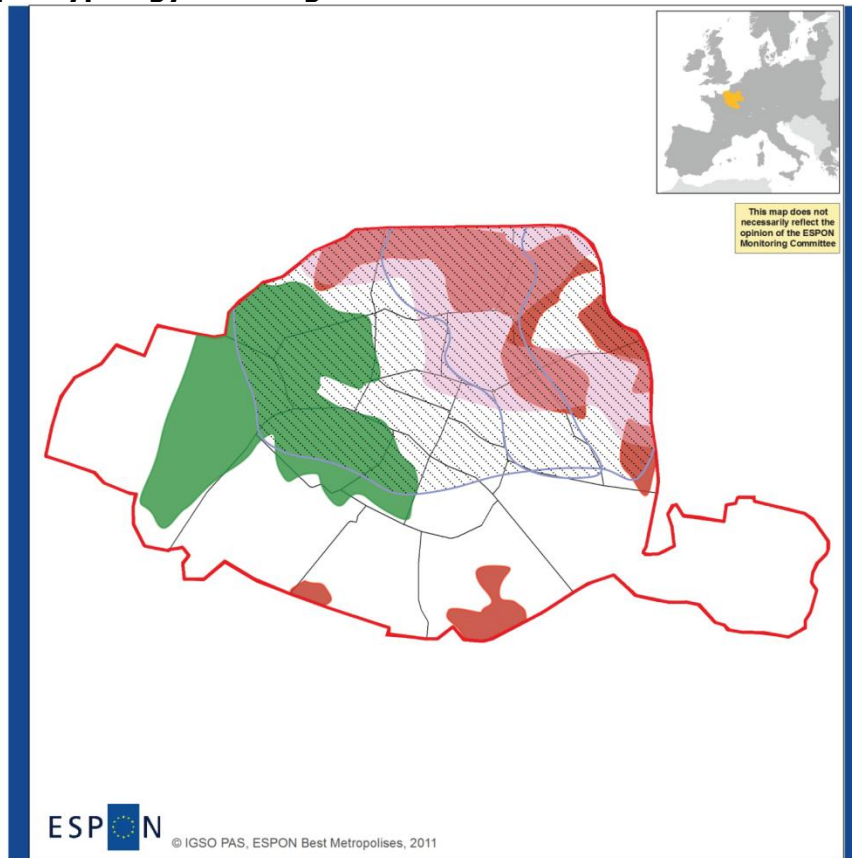 This map does not
necessarily reflect the
opinion of the ESPON
Monitoring Committee
ESPON
© IGSO PAS, ESPON Best Metropolises, 2011